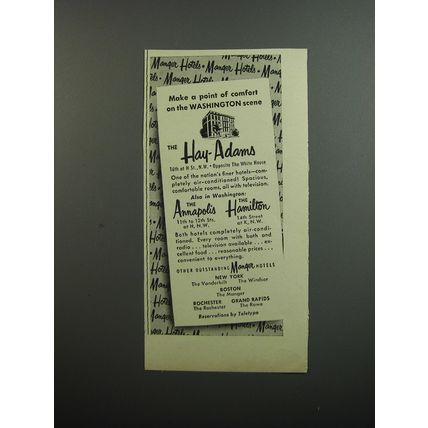 Manger Hotels • Manger Hotels
Make a point of comfort
on the WASHINGTON scene
THE Hay-Adams
16th at H St., N.W. • Opposite The White House
One of the nation's finer hotels—com-
pletely air-conditioned! Spacious,
comfortable rooms, all with television.
Also in Washington:
THE Annapolis THE Hamilton
11th to 12th Sts. 14th Street
at H, N.W. at K, N.W.
Both hotels completely air-condi-
tioned. Every room with bath and
radio . . . television available . . . ex-
cellent food . . . reasonable prices . . .
convenient to everything.
OTHER OUTSTANDING Manger HOTELS
NEW YORK
The Vanderbilt The Windsor
BOSTON
The Manger
ROCHESTER GRAND RAPIDS
The Rochester The Rowe
Reservations by Teletype